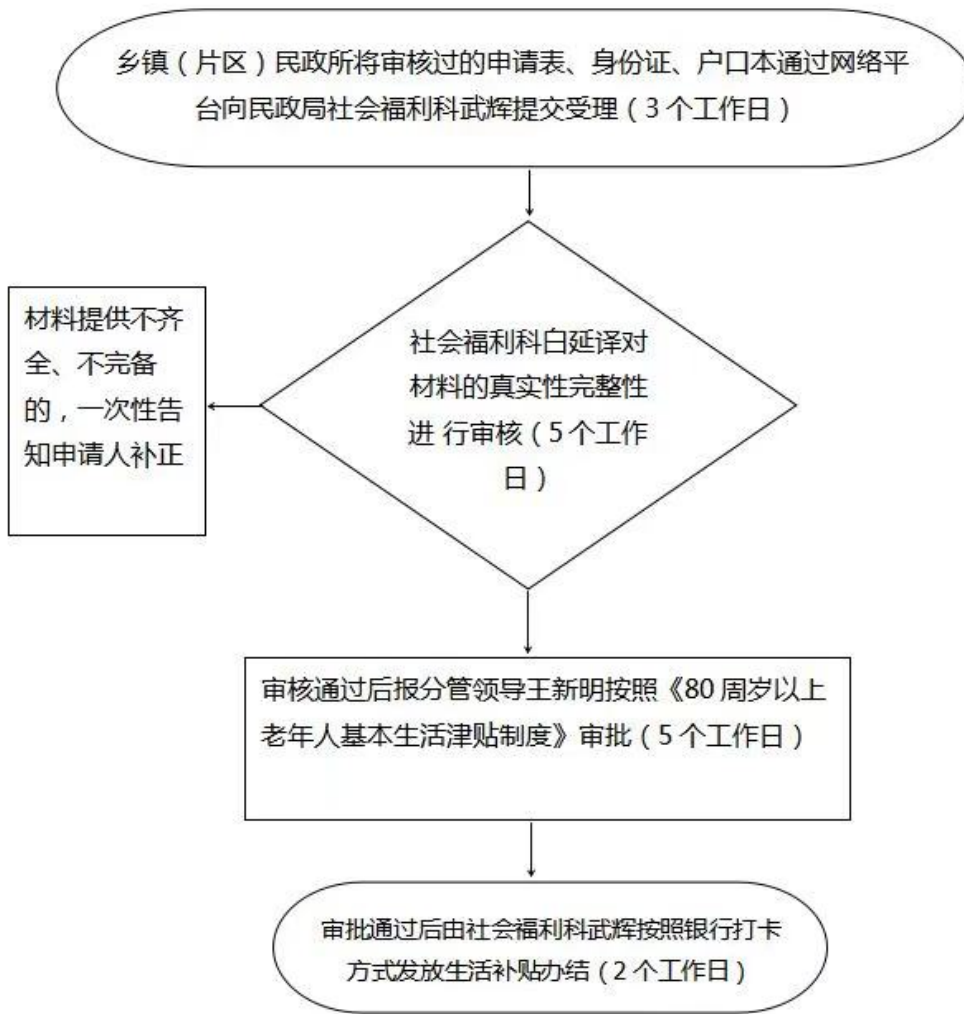 乡镇（片区）民政所将审核过的申请表、身份证、户口本通过网络平
台向民政局社会福利科武辉提交受理（3 个工作日）
材料提供不齐
全、不完备
的，一次性告
知申请人补正
社会福利科白延译对
材料的真实性完整性
进 行审核（5 个工作
日）
审核通过后报分管领导王新明按照《80 周岁以上
老年人基本生活津贴制度》审批（5 个工作日）
审批通过后由社会福利科武辉按照银行打卡
方式发放生活补贴办结（2 个工作日）